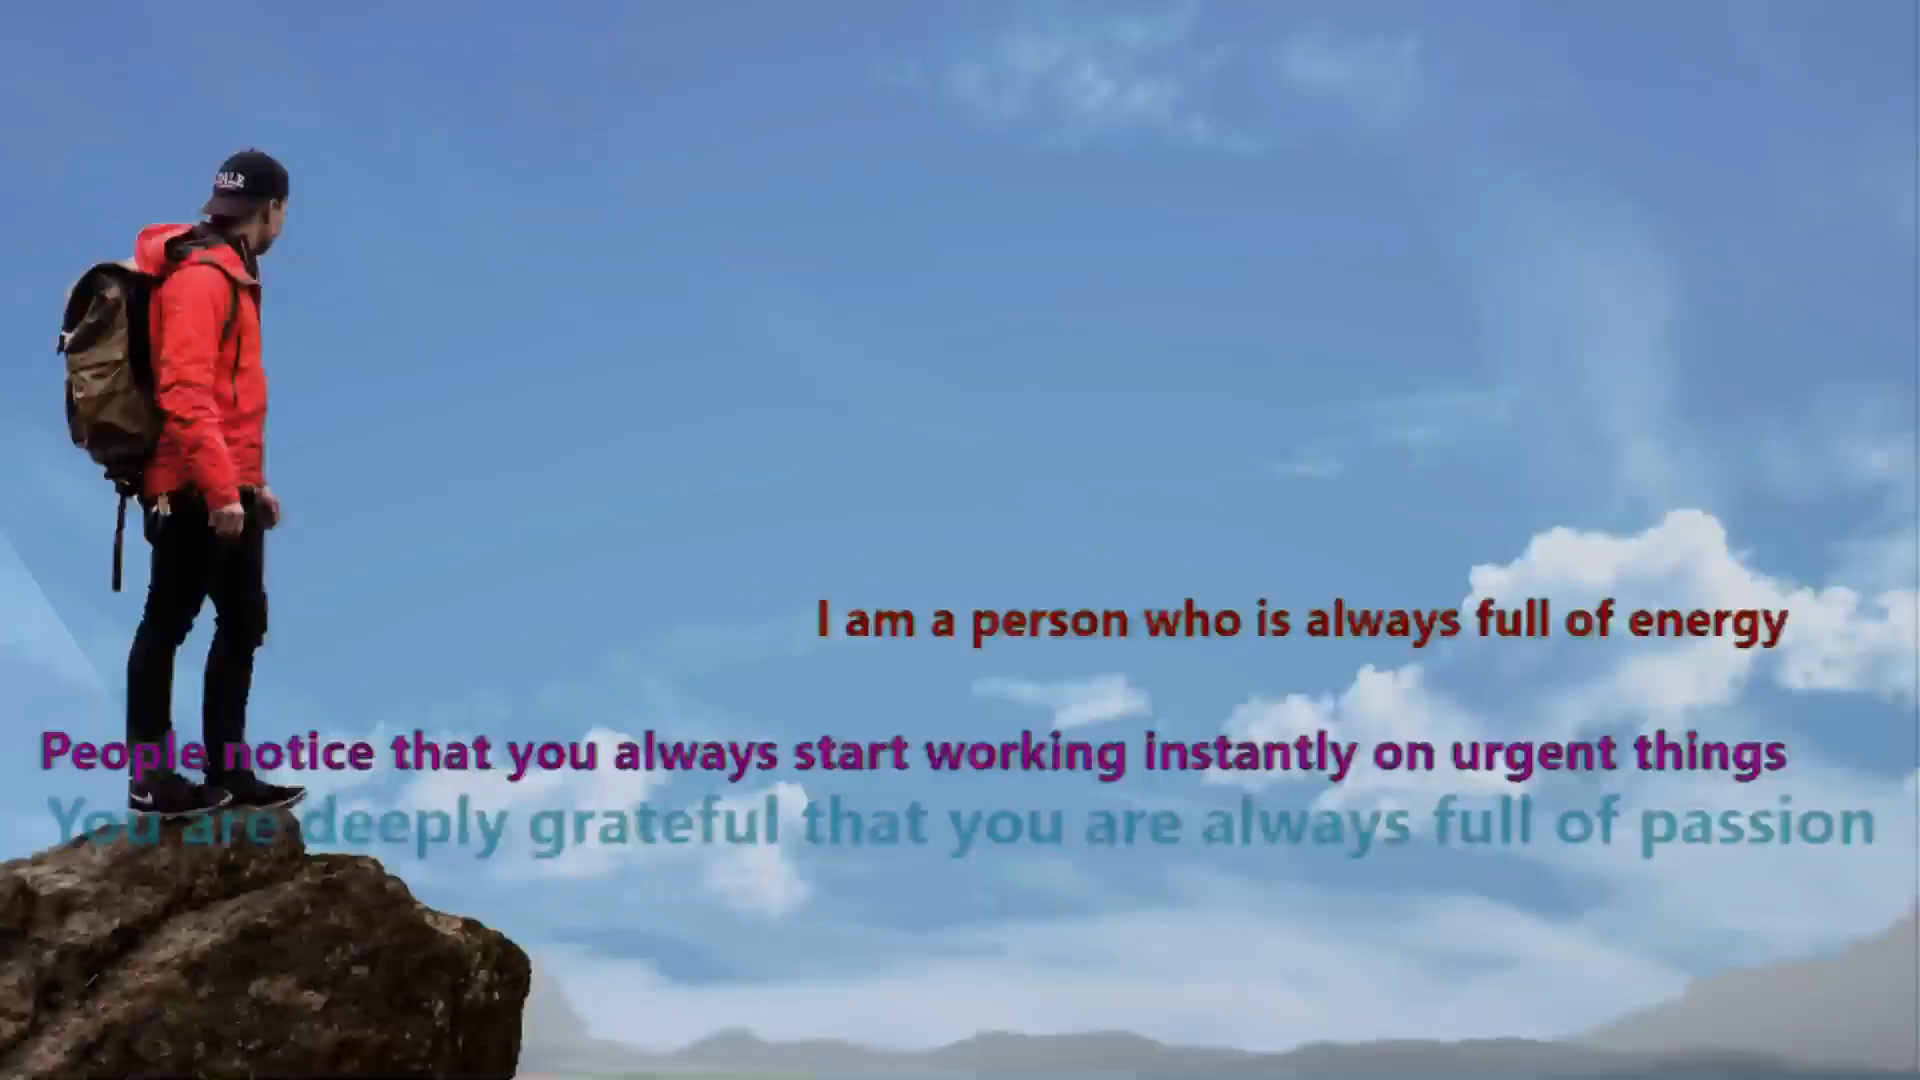 I am a person who is always full of energy
People notice that you always start working instantly on urgent things
You are deeply grateful that you are always full of passion